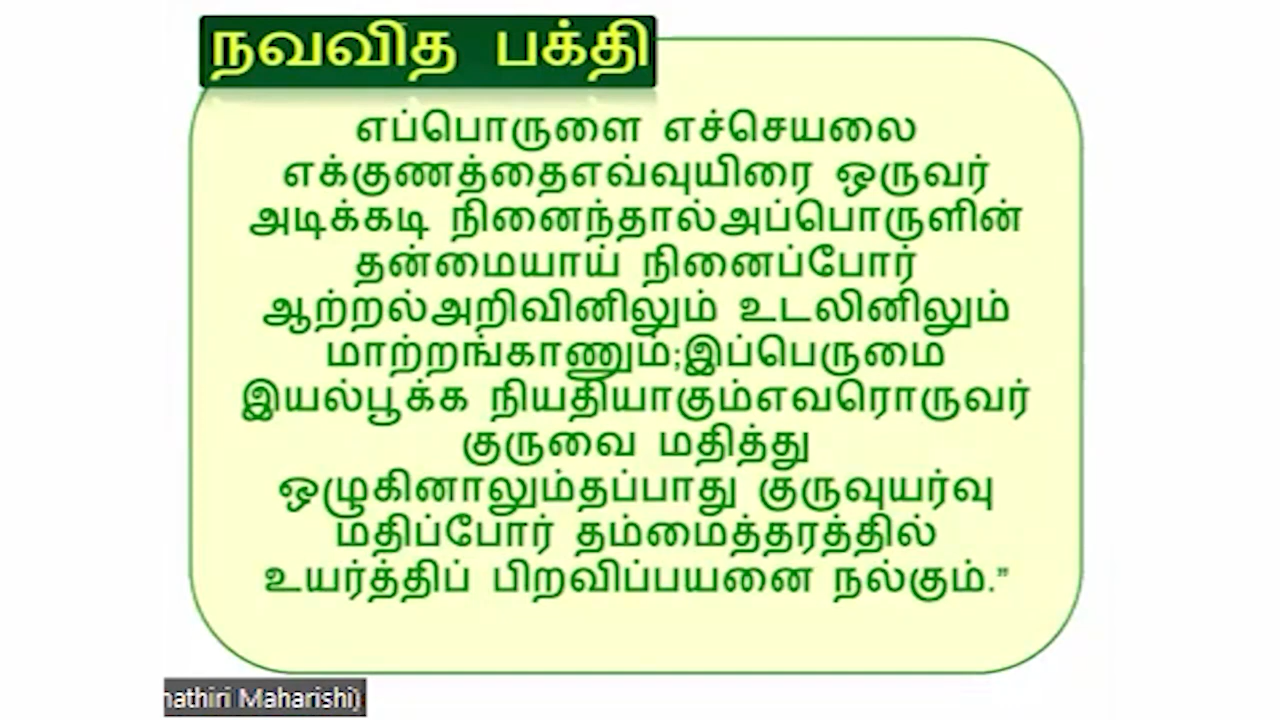 நவவித பக்தி
எப்பொருளை எச்செயலை
எக்குணத்தைஎவ்வுயிரை ஒருவர்
அடிக்கடி நினைந்தால்அப்பொருளின்
தன்மையாய் நினைப்போர்
ஆற்றல்அறிவினிலும் உடலினிலும்
மாற்றங்காணும்;இப்பெருமை
இயல்பூக்க நியதியாகும்எவரொருவர்
குருவை மதித்து
ஒழுகினாலும்தப்பாது குருவுயர்வு
மதிப்போர் தம்மைத்தரத்தில்
உயர்த்திப் பிறவிப்பயனை நல்கும்.”
nathiri Maharishi)